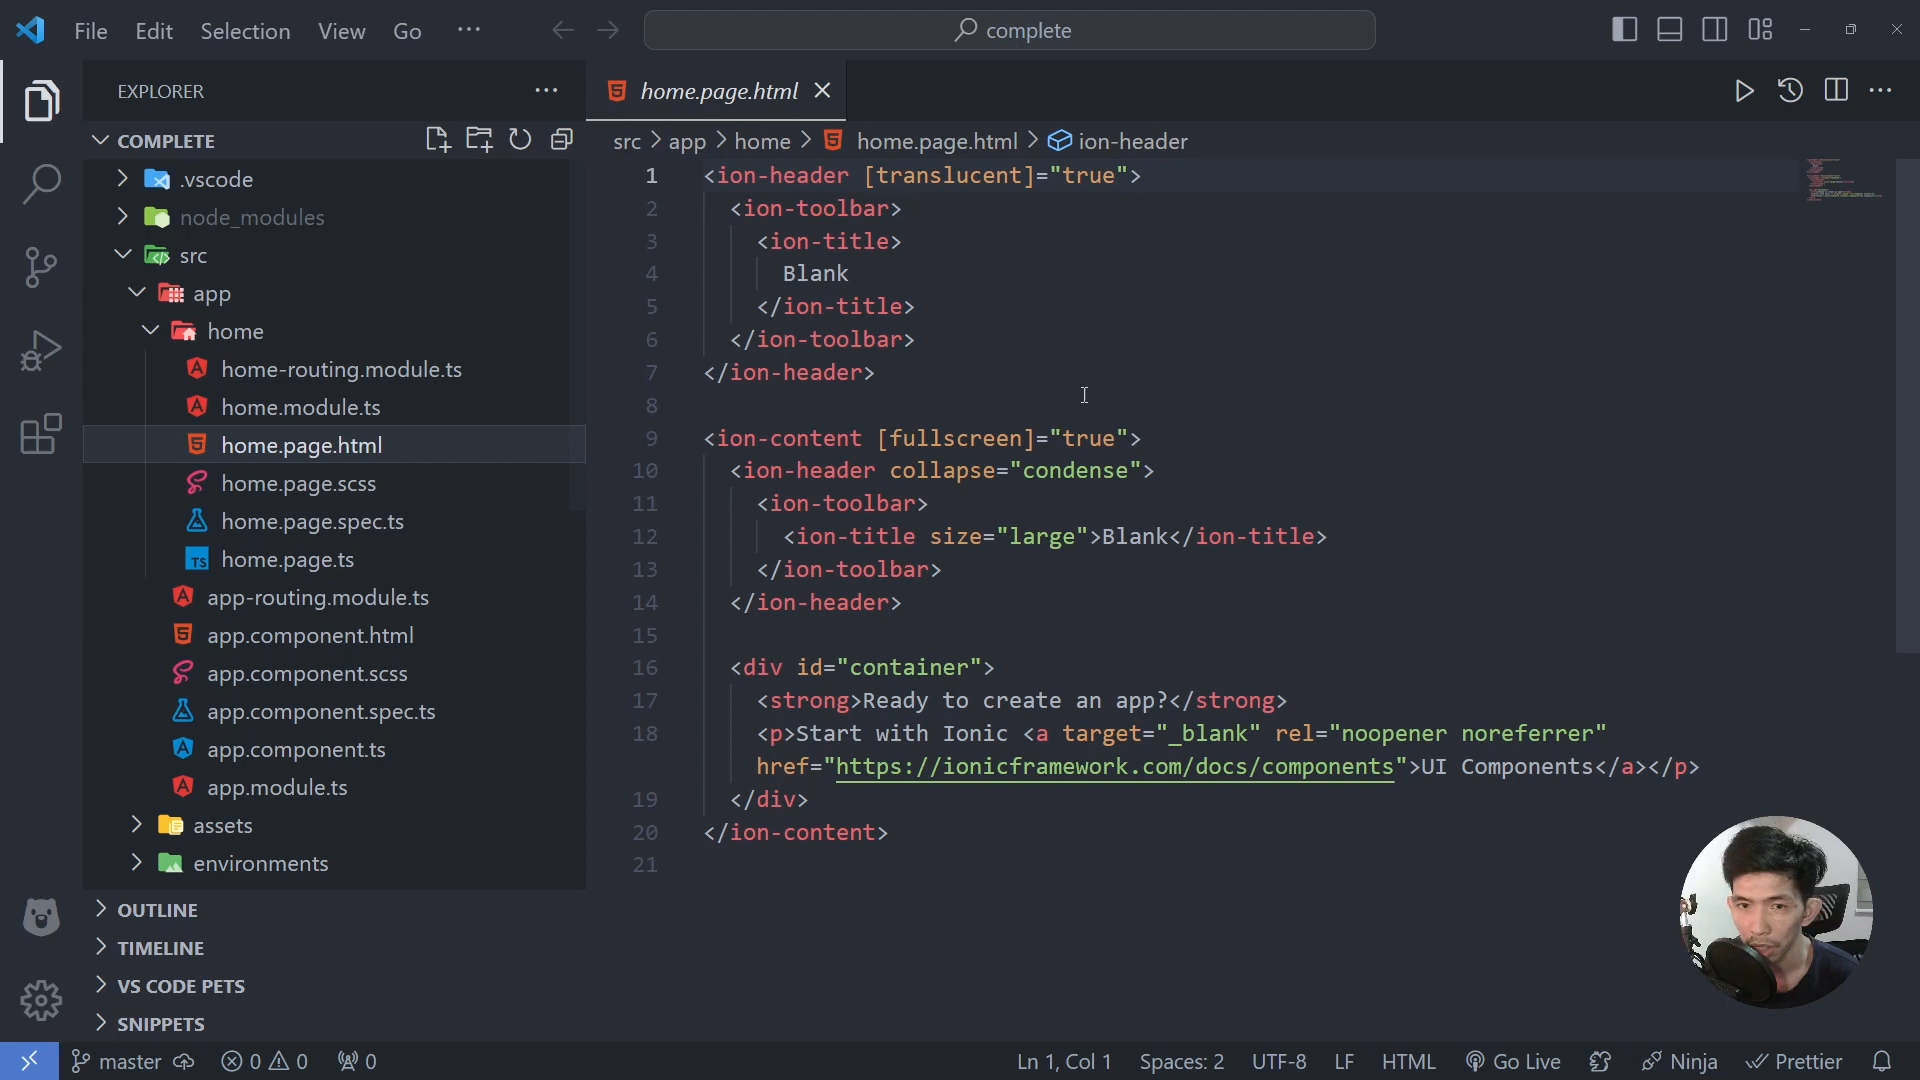 File Edit Selection View Go ··· complete
EXPLORER ···
home.page.html
COMPLETE
src > app > home > home.page.html > ion-header
.vscode
node_modules
src
app
home
home-routing.module.ts
home.module.ts
home.page.html
home.page.scss
home.page.spec.ts
TS home.page.ts
app-routing.module.ts
app.component.html
app.component.scss
app.component.spec.ts
app.component.ts
app.module.ts
assets
environments
OUTLINE
TIMELINE
VS CODE PETS
SNIPPETS
1 <ion-header [translucent]="true">
2 <ion-toolbar>
3 <ion-title>
4 Blank
5 </ion-title>
6 </ion-toolbar>
7 </ion-header>
8
9 <ion-content [fullscreen]="true">
10 <ion-header collapse="condense">
11 <ion-toolbar>
12 <ion-title size="large">Blank</ion-title>
13 </ion-toolbar>
14 </ion-header>
15
16 <div id="container">
17 <strong>Ready to create an app?</strong>
18 <p>Start with Ionic <a target="_blank" rel="noopener noreferrer"
href="https://ionicframework.com/docs/components">UI Components</a></p>
19 </div>
20 </ion-content>
21
master 0 0 0 Ln 1, Col 1 Spaces: 2 UTF-8 LF HTML Go Live Ninja Prettier